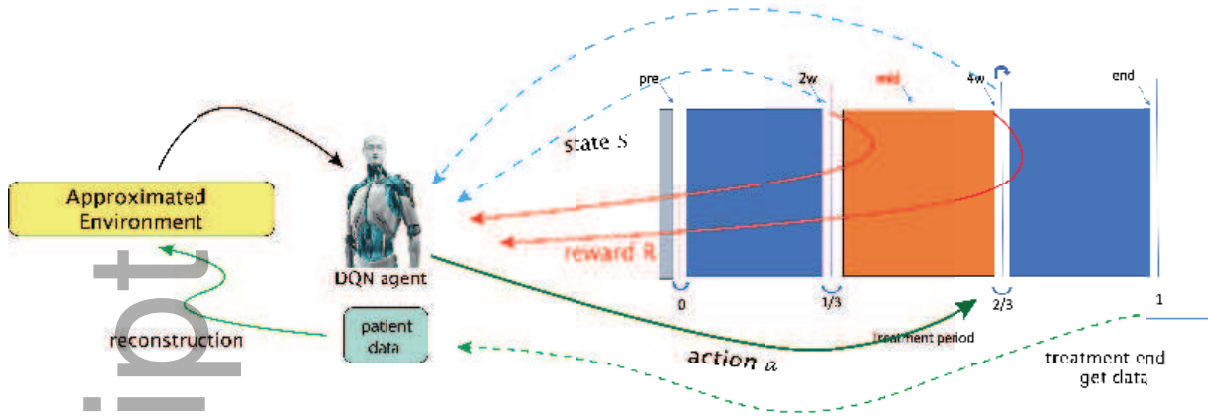 pre
2w
mid
4w
end
state S
Approximated
Environment
reward R
DQN agent
0
1/3
2/3
1
patient
data
reconstruction
treatment period
action a
treatment end
get data
ipt